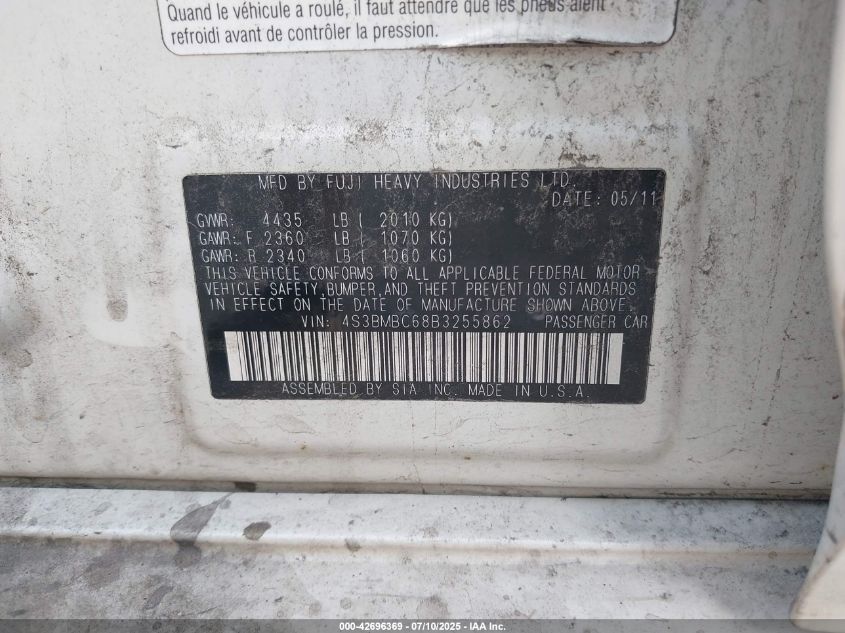 Quand le véhicule a roulé, il faut attendre que les pneus aient
refroidi avant de contrôler la pression.
MFD BY FUJI HEAVY INDUSTRIES LTD.
DATE: 05/11
GVWR: 4435 LB ( 2010 KG)
GAWR: F 2360 LB ( 1070 KG)
GAWR: R 2340 LB ( 1060 KG)
THIS VEHICLE CONFORMS TO ALL APPLICABLE FEDERAL MOTOR
VEHICLE SAFETY, BUMPER, AND THEFT PREVENTION STANDARDS
IN EFFECT ON THE DATE OF MANUFACTURE SHOWN ABOVE.
VIN: 4S3BMBC68B3255862 PASSENGER CAR
ASSEMBLED BY SIA INC. MADE IN U.S.A.
000-42696369 | 07/10/2025 - IAA Inc.